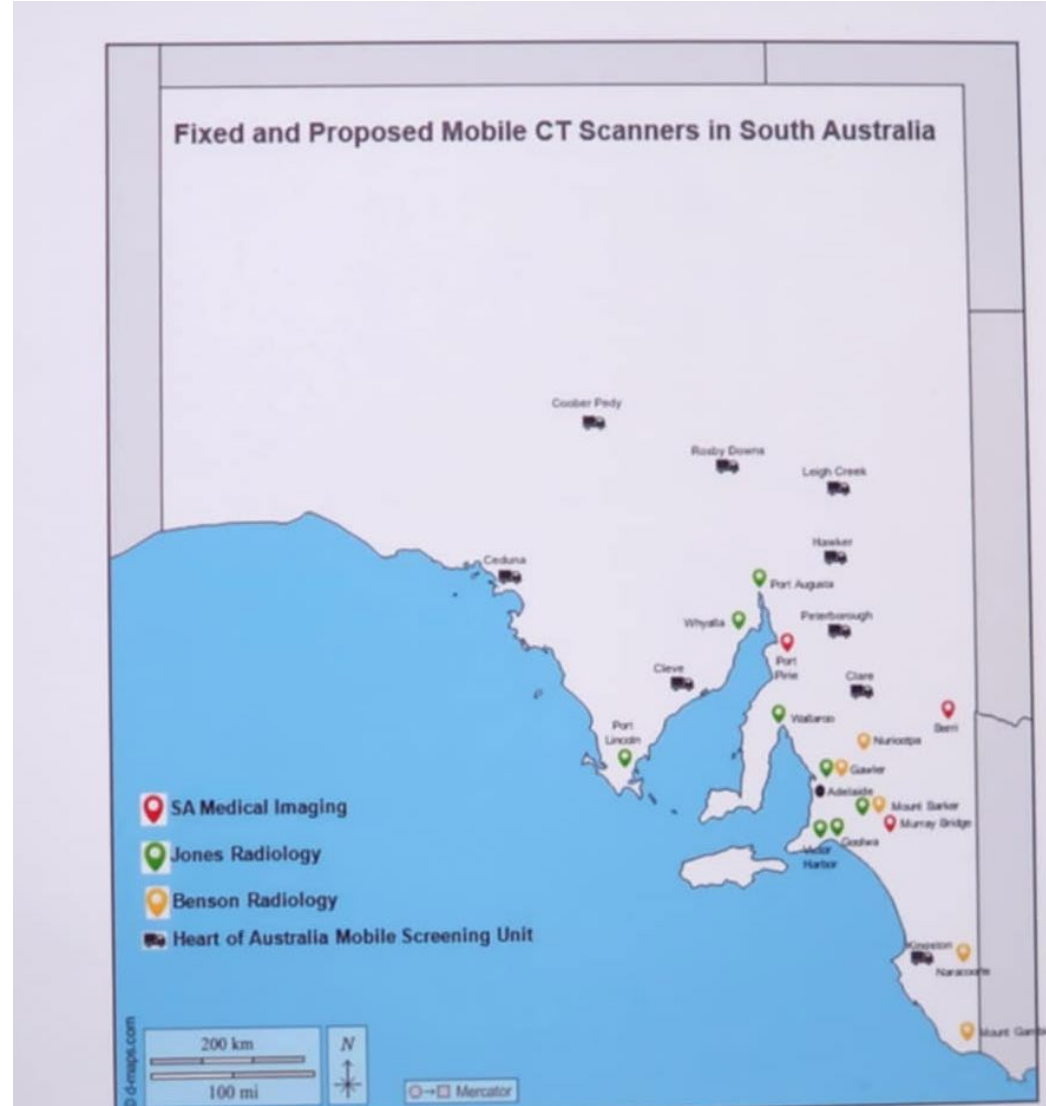 Fixed and Proposed Mobile CT Scanners in South Australia
Coober Pedy
Roxby Downs
Leigh Creek
Hawker
Ceduna
Port Augusta
Whyalla
Peterborough
Port
Pirie
Cleve
Clare
Berri
Wallaroo
Port
Lincoln
Nuriootpa
Gawler
Adelaide
Mount Barker
Murray Bridge
Goolwa
Victor
Harbor
SA Medical Imaging
Jones Radiology
Benson Radiology
Heart of Australia Mobile Screening Unit
Kingston
Naracoorte
Mount Gambi
© d-maps.com
200 km
100 mi
N
Mercator